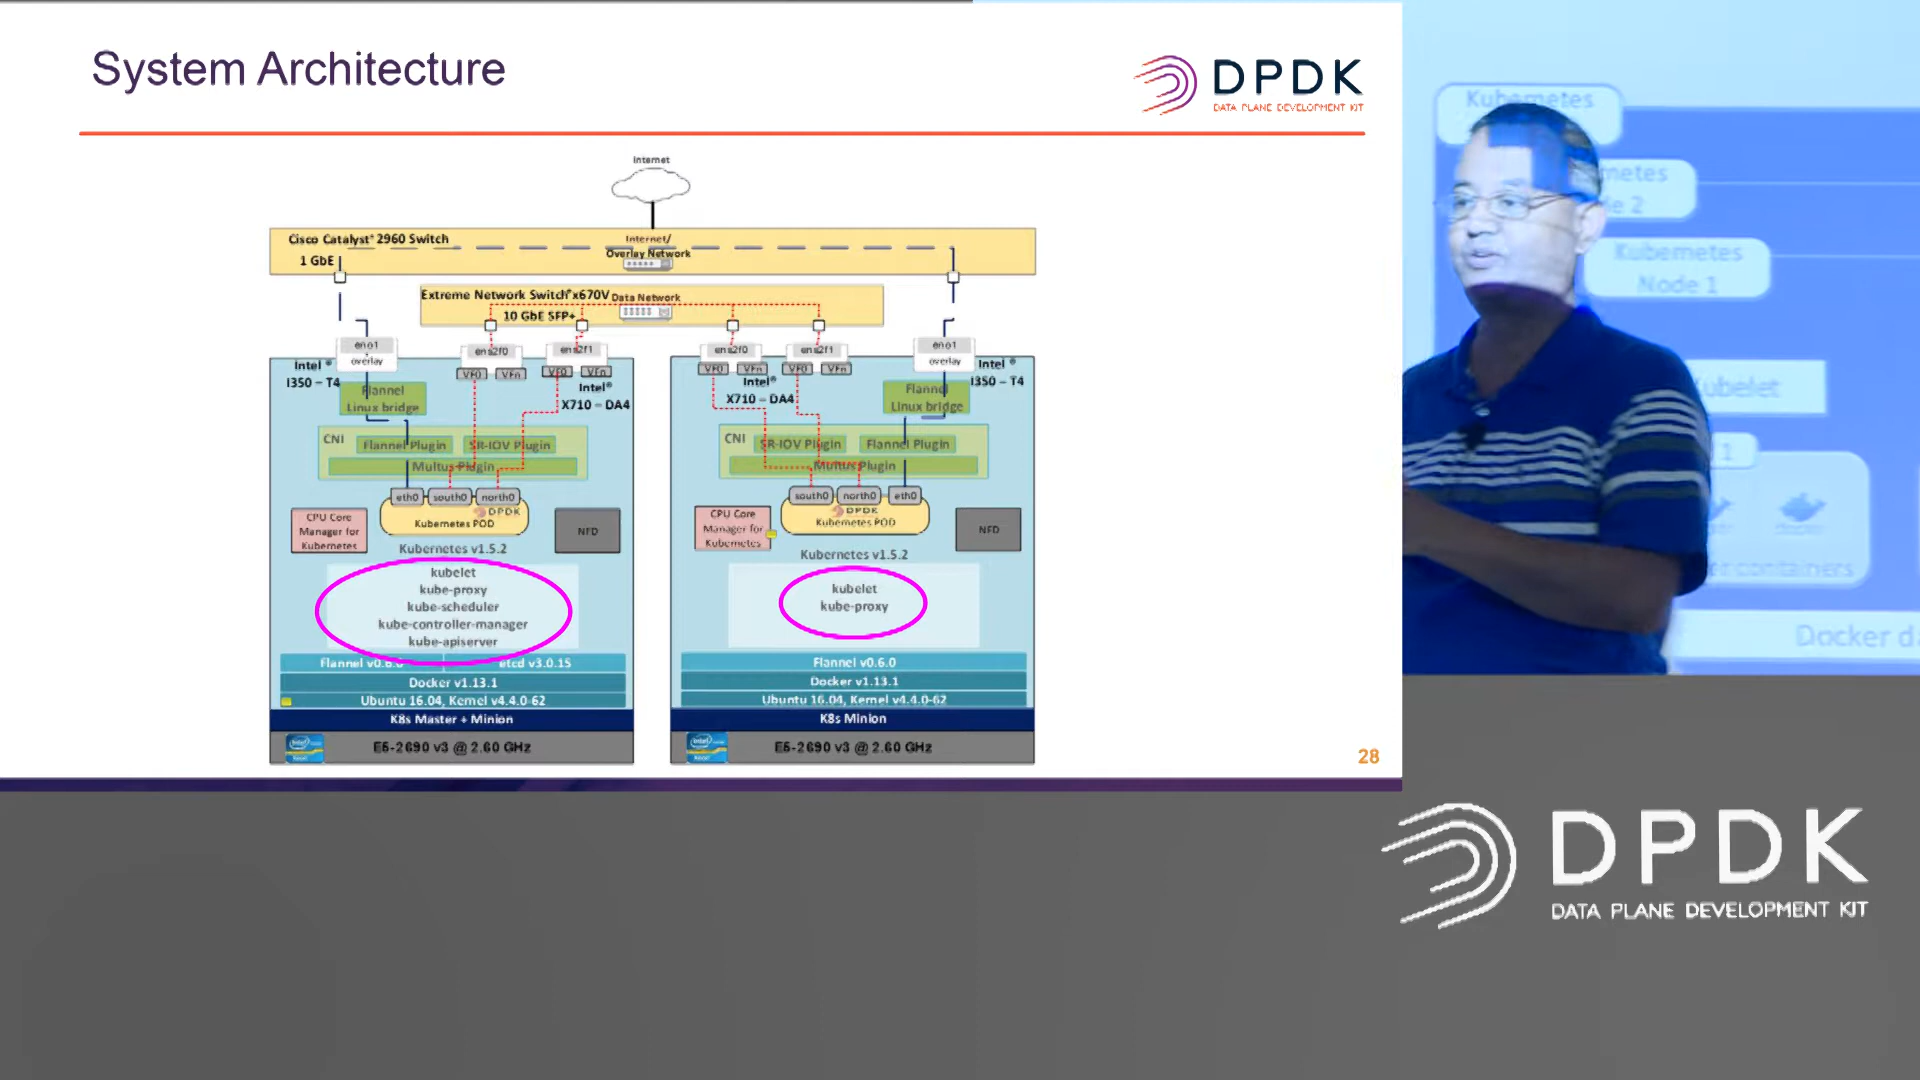 System Architecture
DPDK
DATA PLANE DEVELOPMENT KIT
Internet
Cisco Catalyst® 2960 Switch
Internet/
Overlay Network
1 GbE
Extreme Network Switch® x670V
Data Network
10 GbE SFP+
eno1
overlay
ens2f0
ens2f1
VF0
VFn
VF0
VFn
Intel®
I350 – T4
Intel®
X710 – DA4
Flannel
Linux bridge
CNI
Flannel Plugin
SR-IOV Plugin
Multus Plugin
eth0
south0
north0
DPDK
Kubernetes POD
CPU Core
Manager for
Kubernetes
NFD
Kubernetes v1.5.2
kubelet
kube-proxy
kube-scheduler
kube-controller-manager
kube-apiserver
Flannel v0.6.0
etcd v3.0.15
Docker v1.13.1
Ubuntu 16.04, Kernel v4.4.0-62
K8s Master + Minion
E5-2690 v3 @ 2.60 GHz
ens2f0
ens2f1
eno1
overlay
VF0
VFn
VF0
VFn
Intel®
X710 – DA4
Intel®
I350 – T4
Flannel
Linux bridge
CNI
SR-IOV Plugin
Flannel Plugin
Multus Plugin
south0
north0
eth0
DPDK
Kubernetes POD
CPU Core
Manager for
Kubernetes
NFD
Kubernetes v1.5.2
kubelet
kube-proxy
Flannel v0.6.0
Docker v1.13.1
Ubuntu 16.04, Kernel v4.4.0-62
K8s Minion
E5-2690 v3 @ 2.60 GHz
28
Kubernetes
Kubernetes
Node 1
DPDK
DATA PLANE DEVELOPMENT KIT